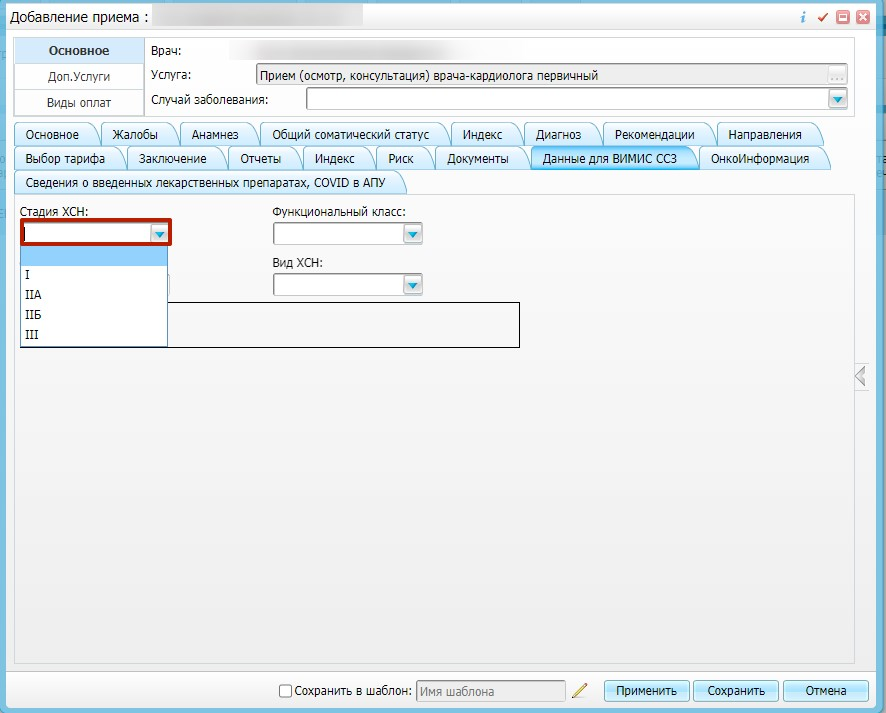 Добавление приема :
Основное
Доп.Услуги
Виды оплат
Врач:
Услуга: Прием (осмотр, консультация) врача-кардиолога первичный ...
Случай заболевания:
Основное Жалобы Анамнез Общий соматический статус Индекс Диагноз Рекомендации Направления
Выбор тарифа Заключение Отчеты Индекс Риск Документы Данные для ВИМИС ССЗ ОнкоИнформация
Сведения о введенных лекарственных препаратах, COVID в АПУ
Стадия ХСН: Функциональный класс:
Вид ХСН:
I
IIА
IIБ
III
Сохранить в шаблон: Имя шаблона Применить Сохранить Отмена